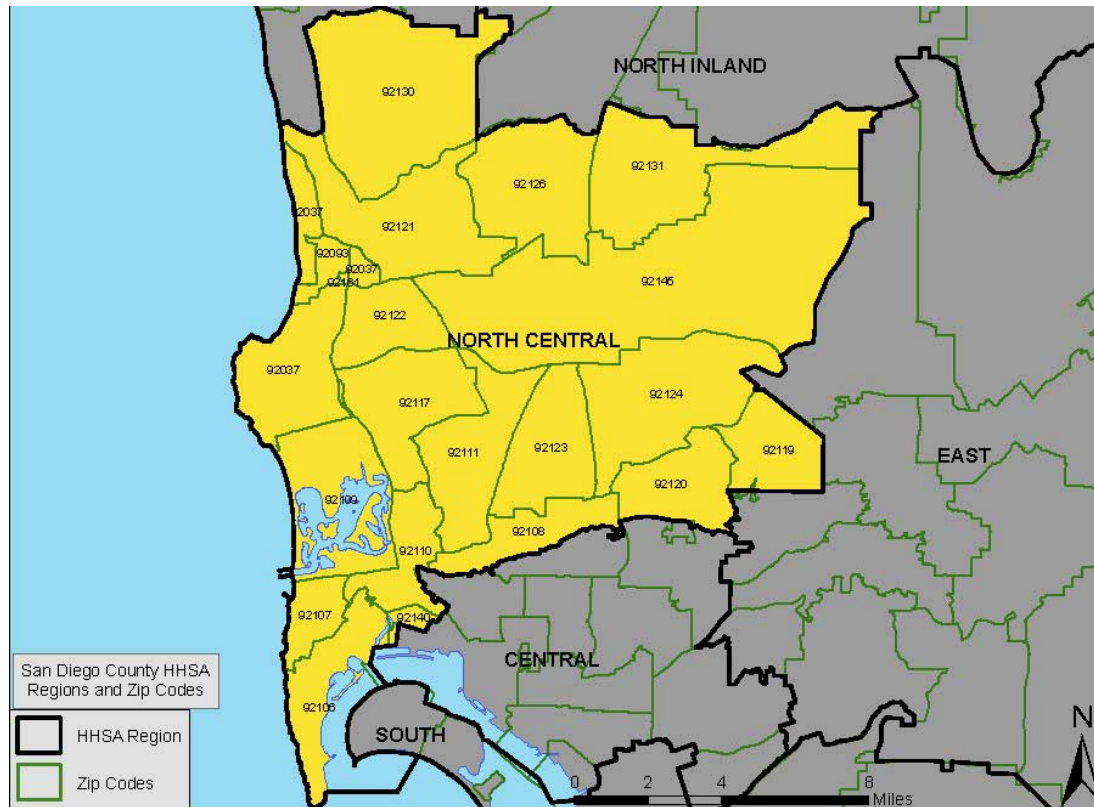 NORTH INLAND
92130
92131
92126
92037
92121
92093
92037
92161
92145
92122
NORTH CENTRAL
92037
92124
92117
92123
92111
92119
EAST
92120
92109
92108
92110
92107
92140
CENTRAL
San Diego County HHSA
Regions and Zip Codes
92106
SOUTH
HHSA Region
N
Zip Codes
0 2 4 8
Miles